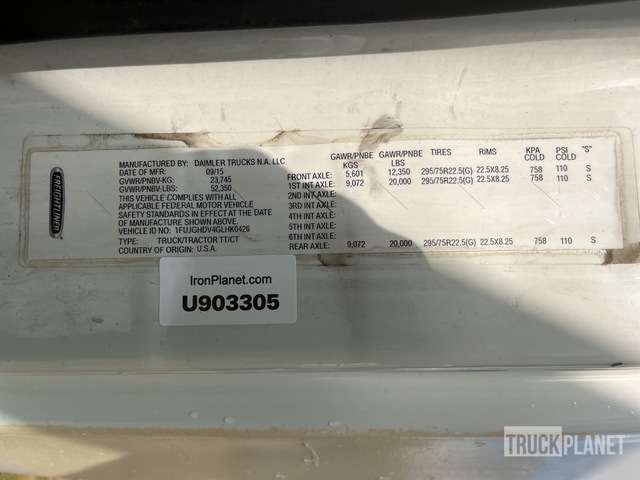 FREIGHTLINER
MANUFACTURED BY: DAIMLER TRUCKS N.A. LLC
DATE OF MFR: 09/15
GVWR/PNBV-KG: 23,745
GVWR/PNBV-LBS: 52,350
THIS VEHICLE COMPLIES WITH ALL
APPLICABLE FEDERAL MOTOR VEHICLE
SAFETY STANDARDS IN EFFECT ON THE DATE
OF MANUFACTURE SHOWN ABOVE.
VEHICLE ID NO: 1FUJGHDV4GLHK0426
TYPE: TRUCK/TRACTOR TT/CT
COUNTRY OF ORIGIN: U.S.A.
GAWR/PNBE GAWR/PNBE TIRES RIMS KPA PSI "S"
KGS LBS COLD COLD
FRONT AXLE: 5,601 12,350 295/75R22.5(G) 22.5X8.25 758 110 S
1ST INT AXLE: 9,072 20,000 295/75R22.5(G) 22.5X8.25 758 110 S
2ND INT AXLE:
3RD INT AXLE:
4TH INT AXLE:
5TH INT AXLE:
6TH INT AXLE:
REAR AXLE: 9,072 20,000 295/75R22.5(G) 22.5X8.25 758 110 S
IronPlanet.com
U903305
TRUCKPLANET